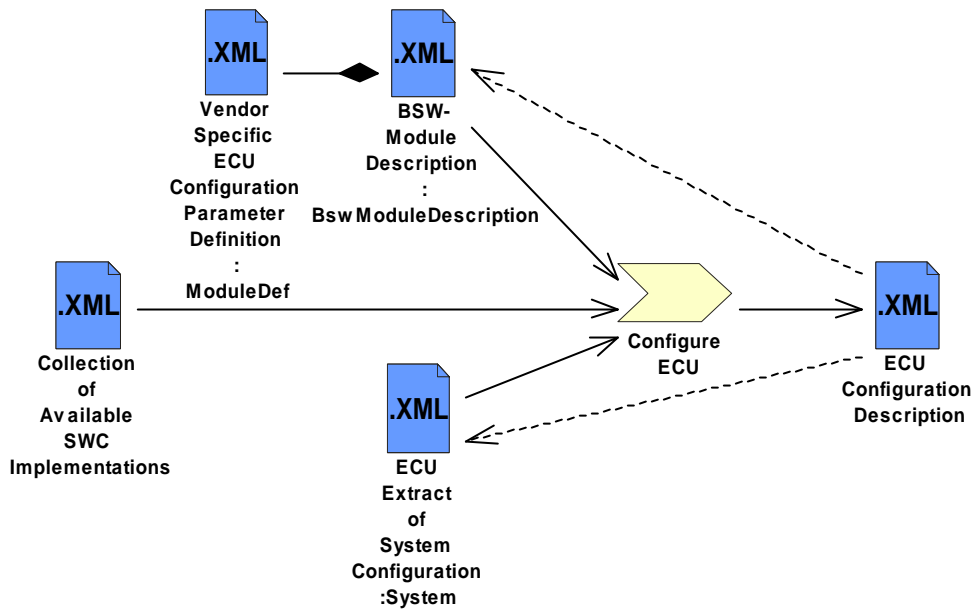 .XML
Vendor
Specific
ECU
Configuration
Parameter
Definition
:
ModuleDef
.XML
BSW-
Module
Description
:
BswModuleDescription
.XML
Collection
of
Available
SWC
Implementations
Configure
ECU
.XML
ECU
Configuration
Description
.XML
ECU
Extract
of
System
Configuration
:System